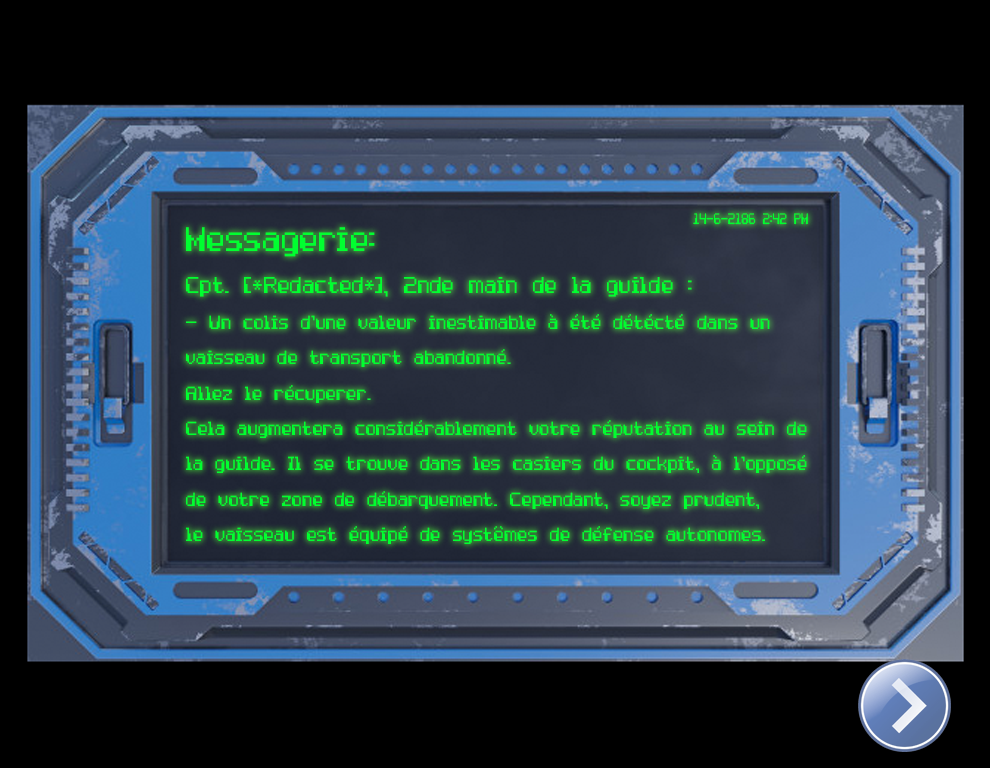 14-6-2186 2:42 PM
Messagerie:
Cpt. [*Redacted*], 2nde main de la guilde :
- Un colis d'une valeur inestimable à été détécté dans un
vaisseau de transport abandonné.
Allez le récuperer.
Cela augmentera considérablement votre réputation au sein de
la guilde. Il se trouve dans les casiers du cockpit, à l'opposé
de votre zone de débarquement. Cependant, soyez prudent,
le vaisseau est équipé de systêmes de défense autonomes.